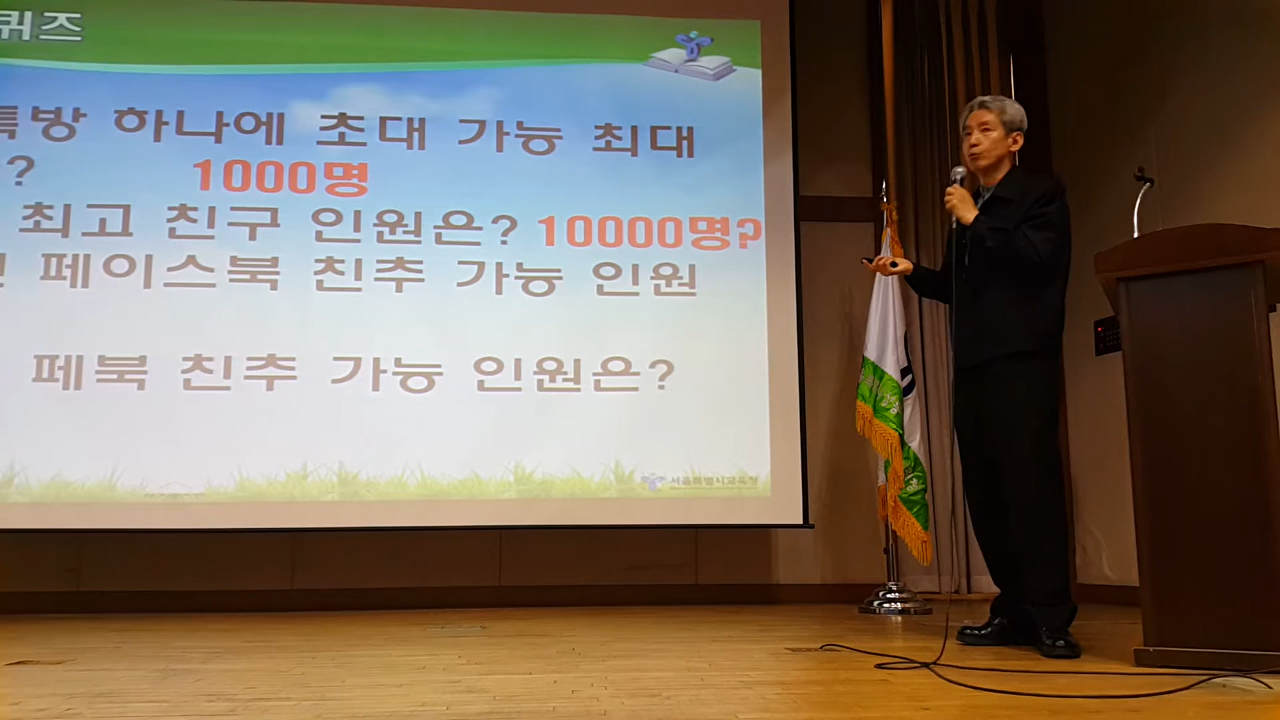 퀴즈
톡방 하나에 초대 가능 최대
? 1000명
최고 친구 인원은? 10000명?
페이스북 친추 가능 인원
페북 친추 가능 인원은?
서울특별시교육청